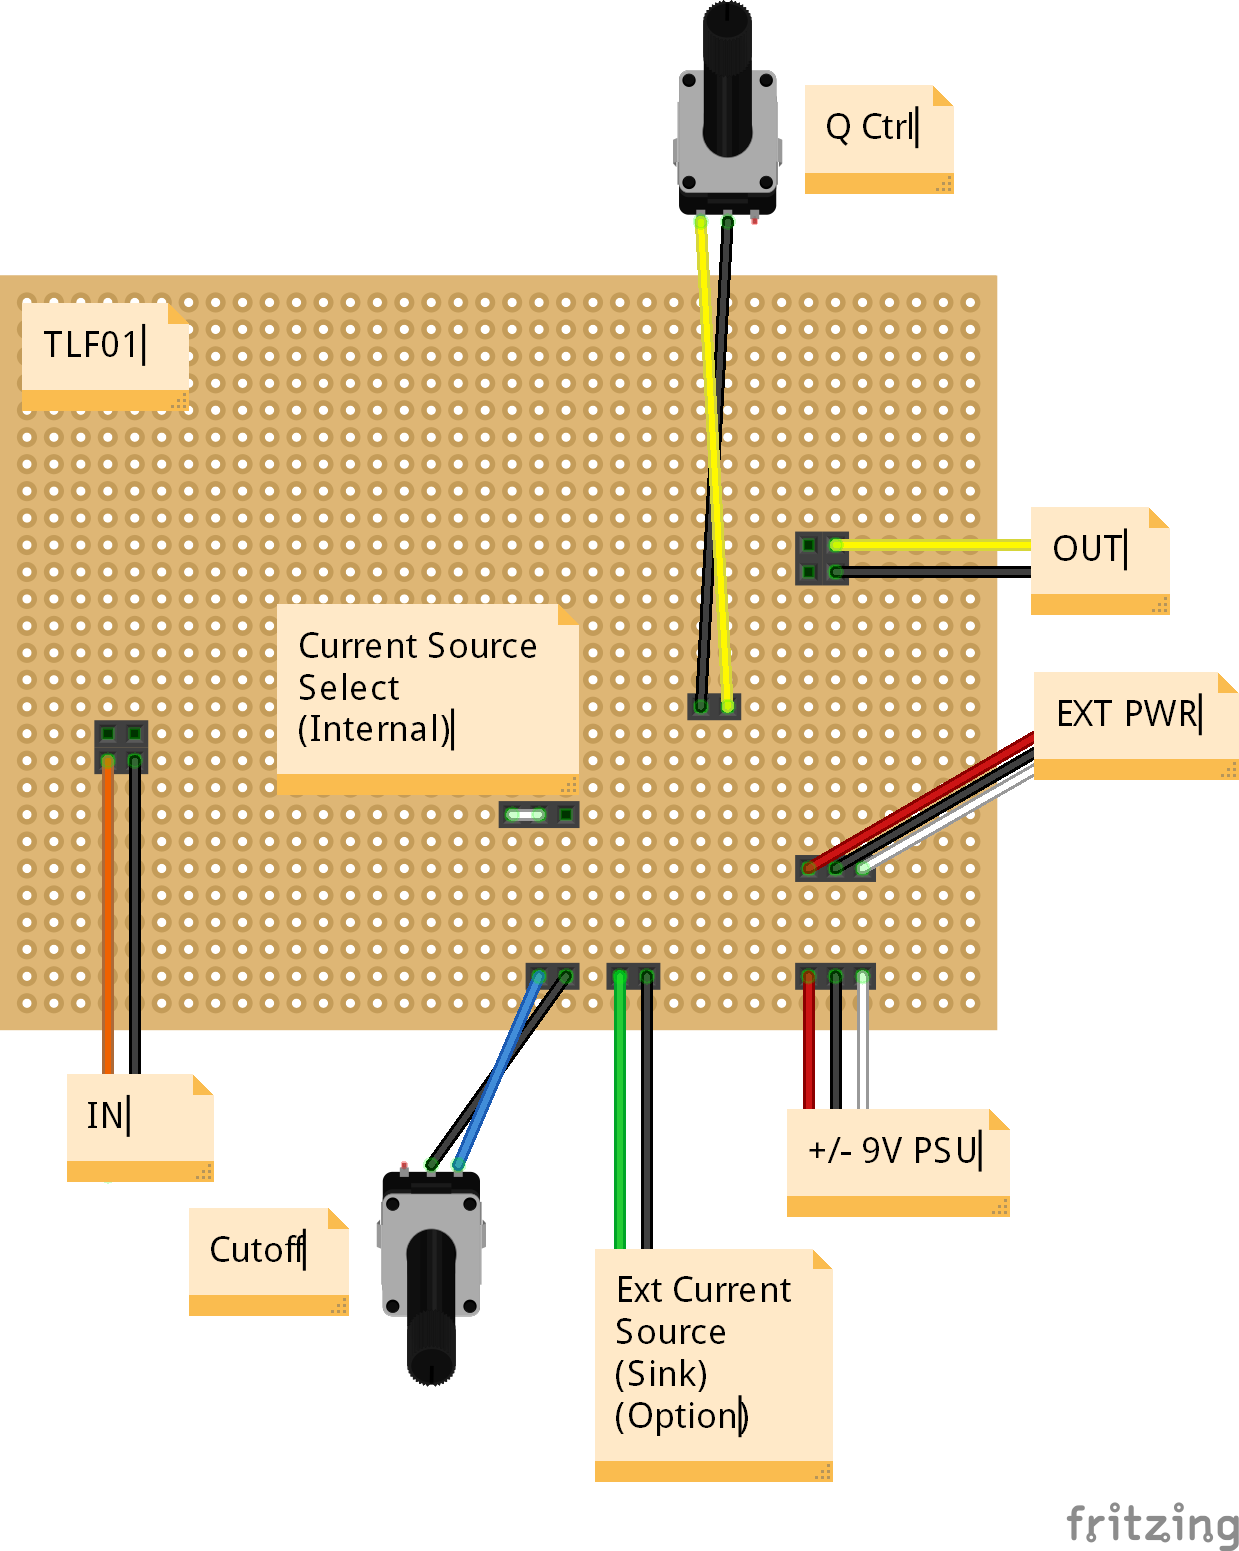 Q Ctrl
TLF01
OUT
Current Source
Select
(Internal)
EXT PWR
IN
+/- 9V PSU
Cutoff
Ext Current
Source
(Sink)
(Option)
fritzing